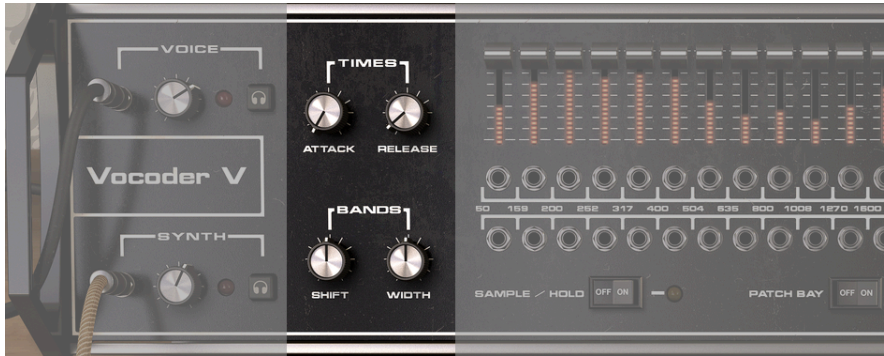 VOICE
TIMES
ATTACK RELEASE
Vocoder V
50 159 200 252 317 400 504 635 800 1008 1270 1600
SYNTH
BANDS
SHIFT WIDTH
SAMPLE / HOLD OFF ON
PATCH BAY OFF ON